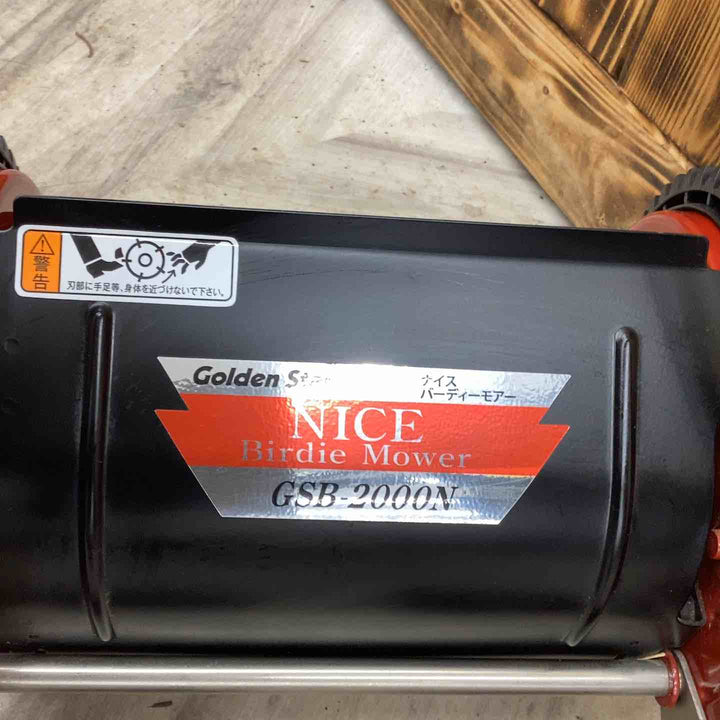 警告
刃部に手足等、身体を近づけないで下さい。
Golden Star
ナイス
バーディーモアー
NICE
Birdie Mower
GSB-2000N